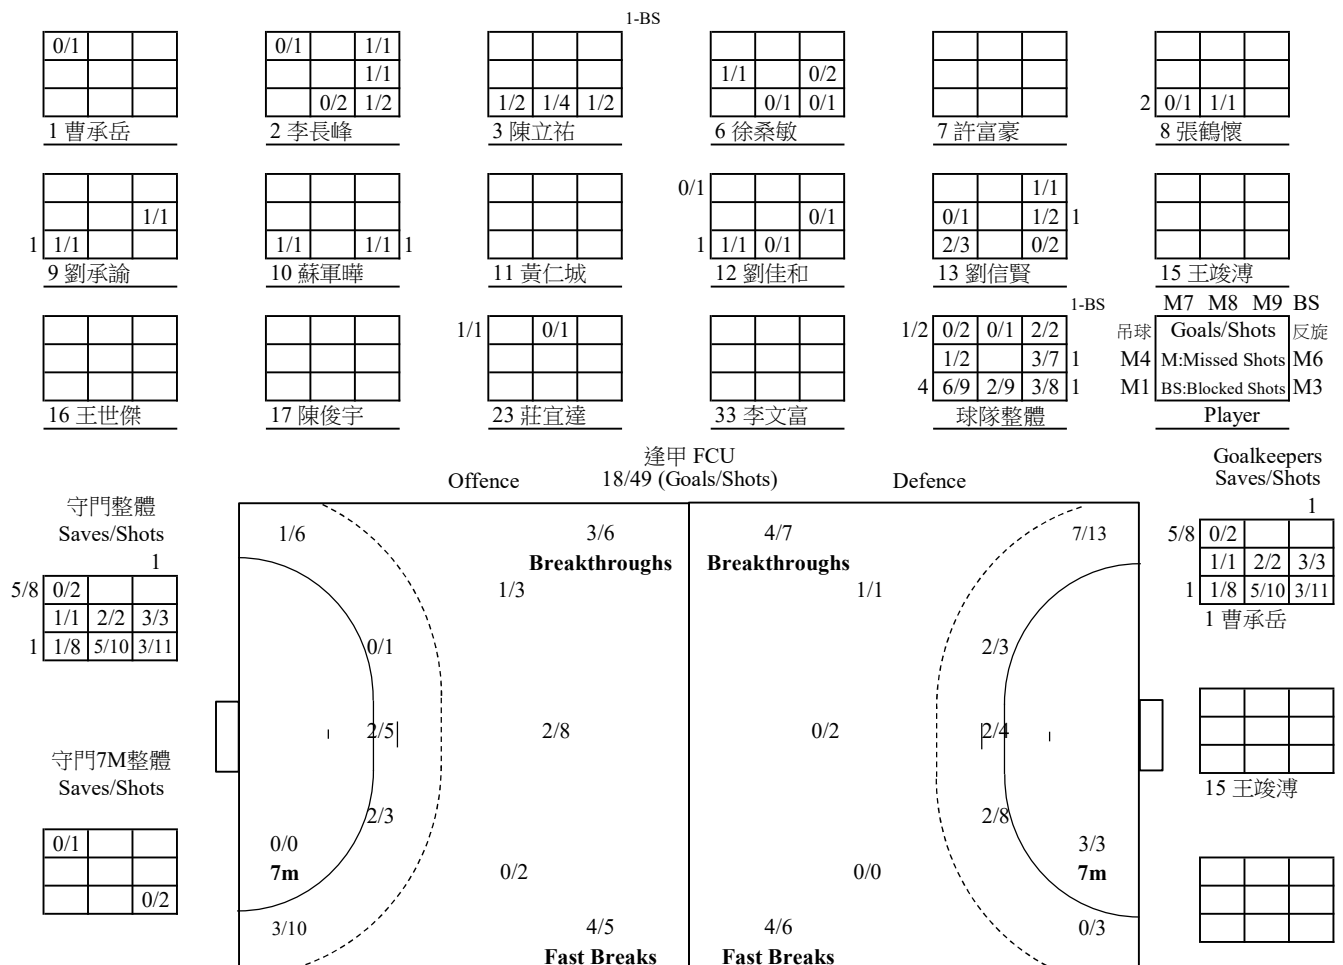 1-BS
0/1
0/1 1/1
1/1 0/2
1/1
2 0/1 1/1
0/2 1/2
1/2 1/4 1/2
0/1 0/1
1 曹承岳
2 李長峰
3 陳立祐
6 徐桑敏
7 許富豪
8 張鶴懷
0/1
1/1
1/1
0/1
0/1 1/2 1
1 1/1
1/1 1/1 1
1 1/1 0/1
2/3 0/2
9 劉承諭
10 蘇軍曄
11 黃仁城
12 劉佳和
13 劉信賢
15 王竣溥
1-BS
M7 M8 M9 BS
1/1 0/1
1/2 0/2 0/1 2/2
吊球 Goals/Shots 反旋
1/2 3/7 1
M4 M:Missed Shots M6
4 6/9 2/9 3/8 1
M1 BS:Blocked Shots M3
16 王世傑
17 陳俊宇
23 莊宜達
33 李文富
球隊整體
Player
逢甲 FCU
18/49 (Goals/Shots)
Offence
Defence
Goalkeepers
Saves/Shots
守門整體
Saves/Shots
1
5/8 0/2
1/1 2/2 3/3
1 1/8 5/10 3/11
守門7M整體
Saves/Shots
0/1
0/2
1/6
3/6
Breakthroughs
1/3
0/1
2/5
2/8
2/3
0/0
7m
0/2
3/10
4/5
Fast Breaks
4/7
Breakthroughs
7/13
1/1
2/3
0/2
2/4
2/8
3/3
7m
0/0
4/6
Fast Breaks
0/3
1
5/8 0/2
1/1 2/2 3/3
1 1/8 5/10 3/11
1 曹承岳
15 王竣溥